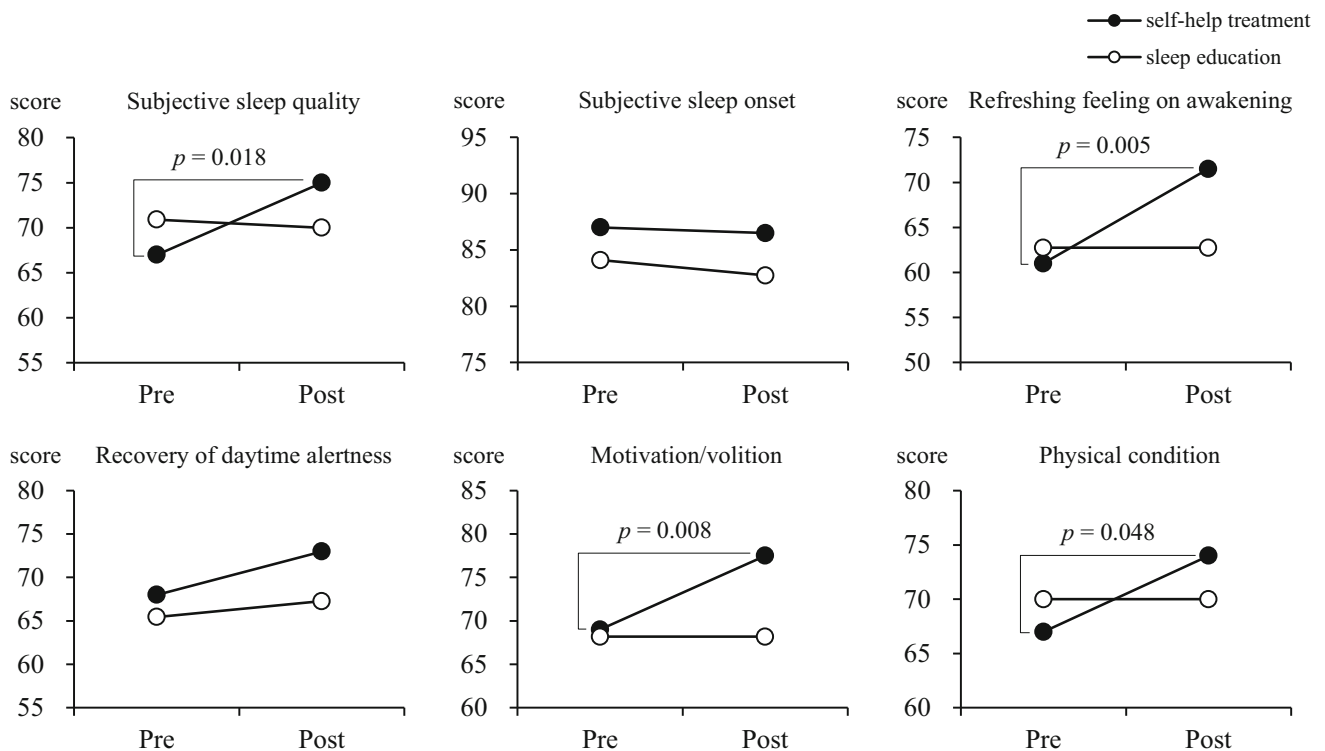 self-help treatment
sleep education
score Subjective sleep quality
80
75
70
65
60
55
p = 0.018
Pre Post
score Subjective sleep onset
95
90
85
80
75
Pre Post
score Refreshing feeling on awakening
75
70
65
60
55
50
p = 0.005
Pre Post
score Recovery of daytime alertness
80
75
70
65
60
55
Pre Post
score Motivation/volition
85
80
75
70
65
60
p = 0.008
Pre Post
score Physical condition
80
75
70
65
60
p = 0.048
Pre Post